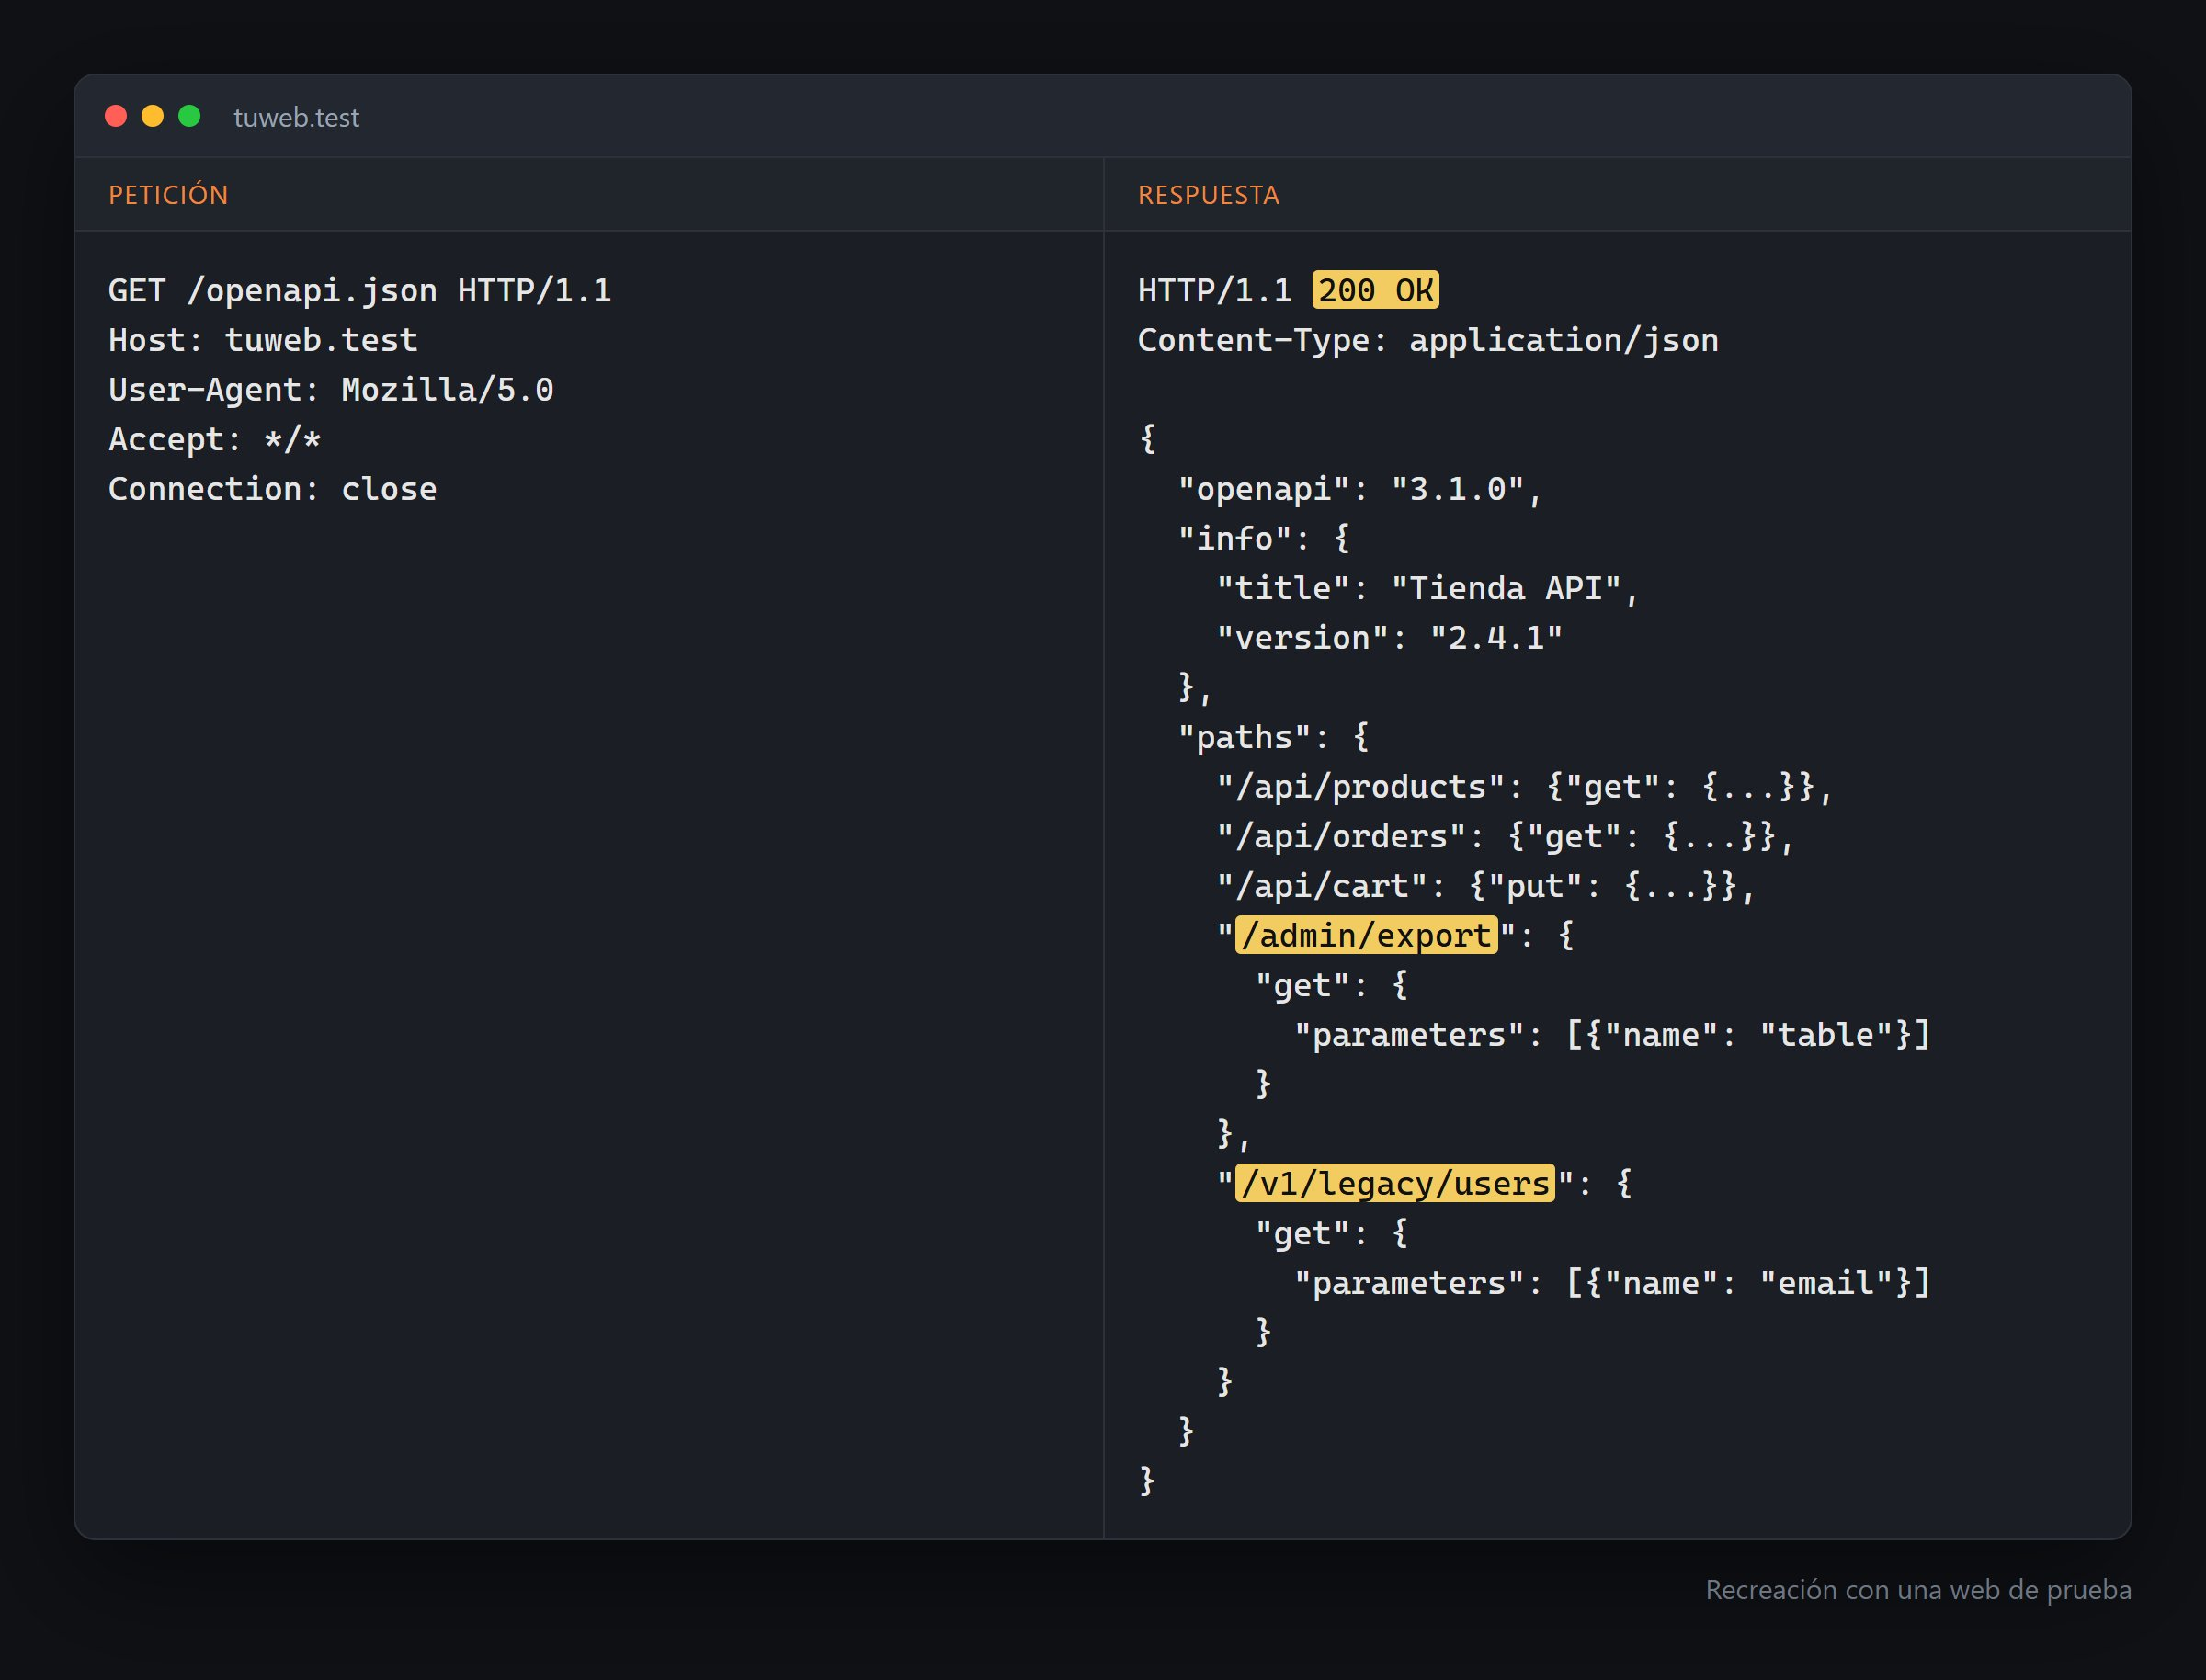 tuweb.test
PETICIÓN
GET /openapi.json HTTP/1.1
Host: tuweb.test
User-Agent: Mozilla/5.0
Accept: */*
Connection: close
RESPUESTA
HTTP/1.1 200 OK
Content-Type: application/json
{
  "openapi": "3.1.0",
  "info": {
    "title": "Tienda API",
    "version": "2.4.1"
  },
  "paths": {
    "/api/products": {"get": {...}},
    "/api/orders": {"get": {...}},
    "/api/cart": {"put": {...}},
    "/admin/export": {
      "get": {
        "parameters": [{"name": "table"}]
      }
    },
    "/v1/legacy/users": {
      "get": {
        "parameters": [{"name": "email"}]
      }
    }
  }
}
Recreación con una web de prueba